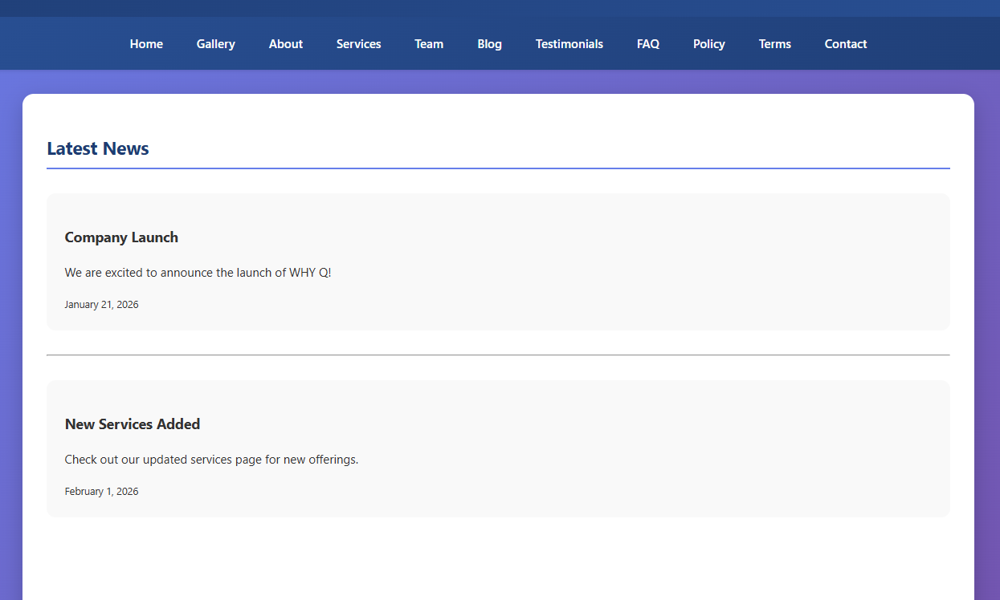 Home Gallery About Services Team Blog Testimonials FAQ Policy Terms Contact
Latest News
Company Launch
We are excited to announce the launch of WHY Q!
January 21, 2026
New Services Added
Check out our updated services page for new offerings.
February 1, 2026